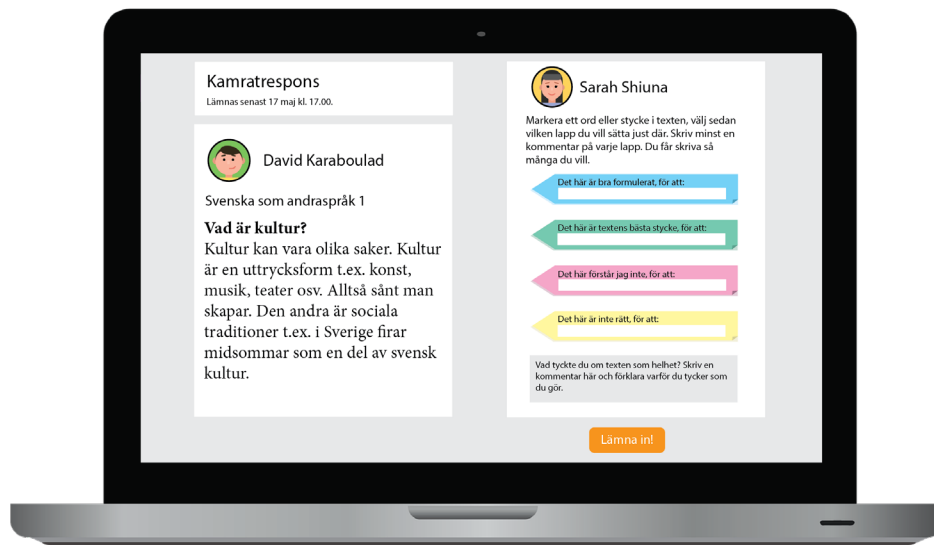 Kamratrespons
Lämnas senast 17 maj kl. 17.00.
David Karaboulad
Svenska som andraspråk 1
Vad är kultur?
Kultur kan vara olika saker. Kultur
är en uttrycksform t.ex. konst,
musik, teater osv. Alltså sånt man
skapar. Den andra är sociala
traditioner t.ex. i Sverige firar
midsommar som en del av svensk
kultur.
Sarah Shiuna
Markera ett ord eller stycke i texten, välj sedan
vilken lapp du vill sätta just där. Skriv minst en
kommentar på varje lapp. Du får skriva så
många du vill.
Det här är bra formulerat, för att:
Det här är textens bästa stycke, för att:
Det här förstår jag inte, för att:
Det här är inte rätt, för att:
Vad tyckte du om texten som helhet? Skriv en
kommentar här och förklara varför du tycker som
du gör.
Lämna in!